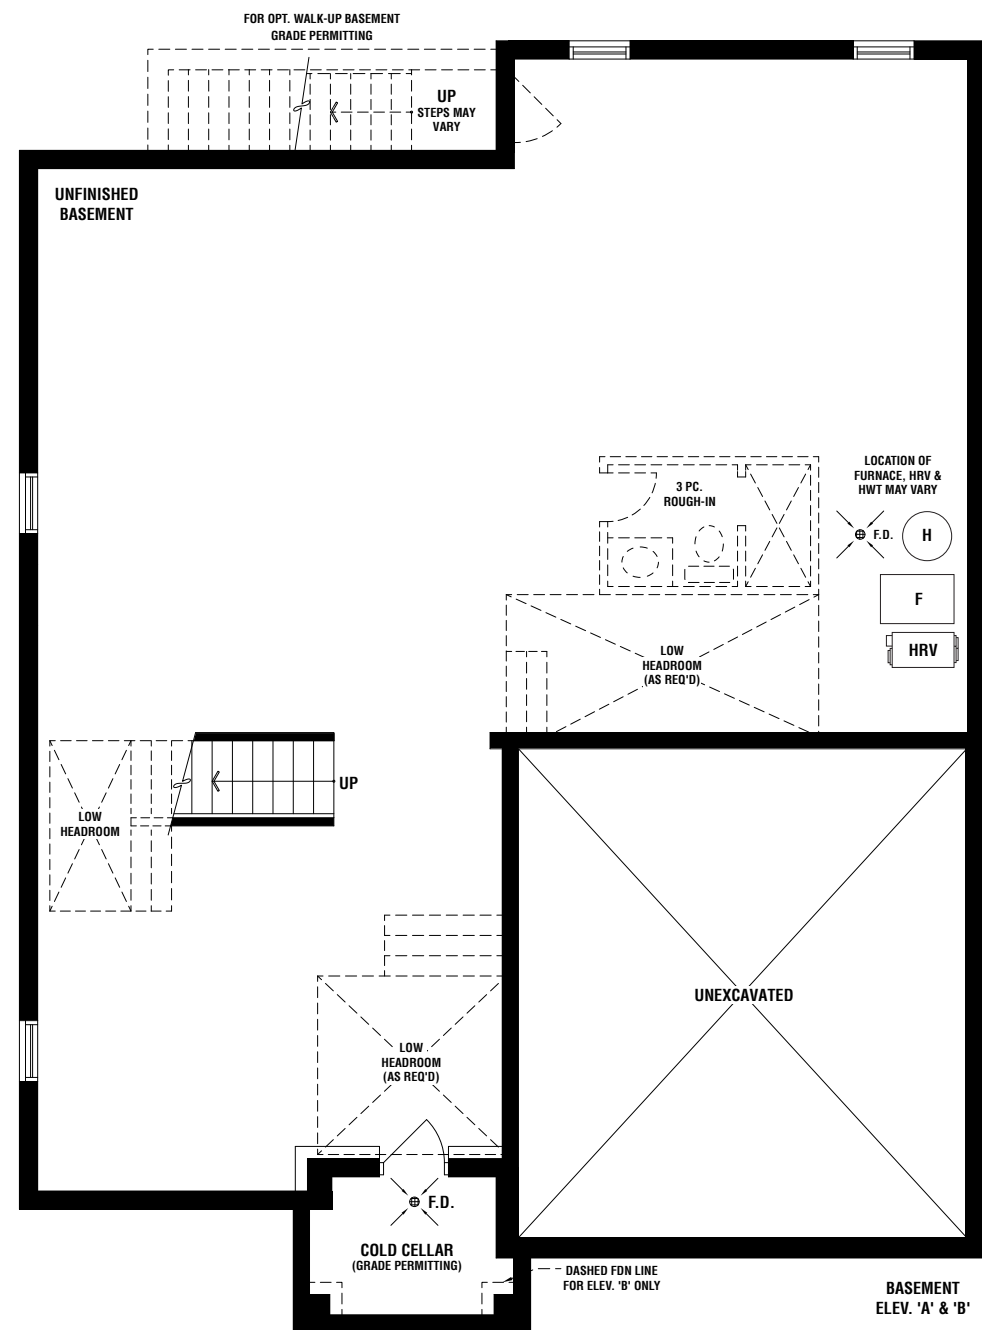 FOR OPT. WALK-UP BASEMENT
GRADE PERMITTING
UP
STEPS MAY
VARY
UNFINISHED
BASEMENT
LOCATION OF
FURNACE, HRV &
HWT MAY VARY
3 PC.
ROUGH-IN
F.D.
H
F
HRV
LOW
HEADROOM
(AS REQ'D)
UP
LOW
HEADROOM
UNEXCAVATED
LOW
HEADROOM
(AS REQ'D)
F.D.
COLD CELLAR
(GRADE PERMITTING)
DASHED FDN LINE
FOR ELEV. 'B' ONLY
BASEMENT
ELEV. 'A' & 'B'